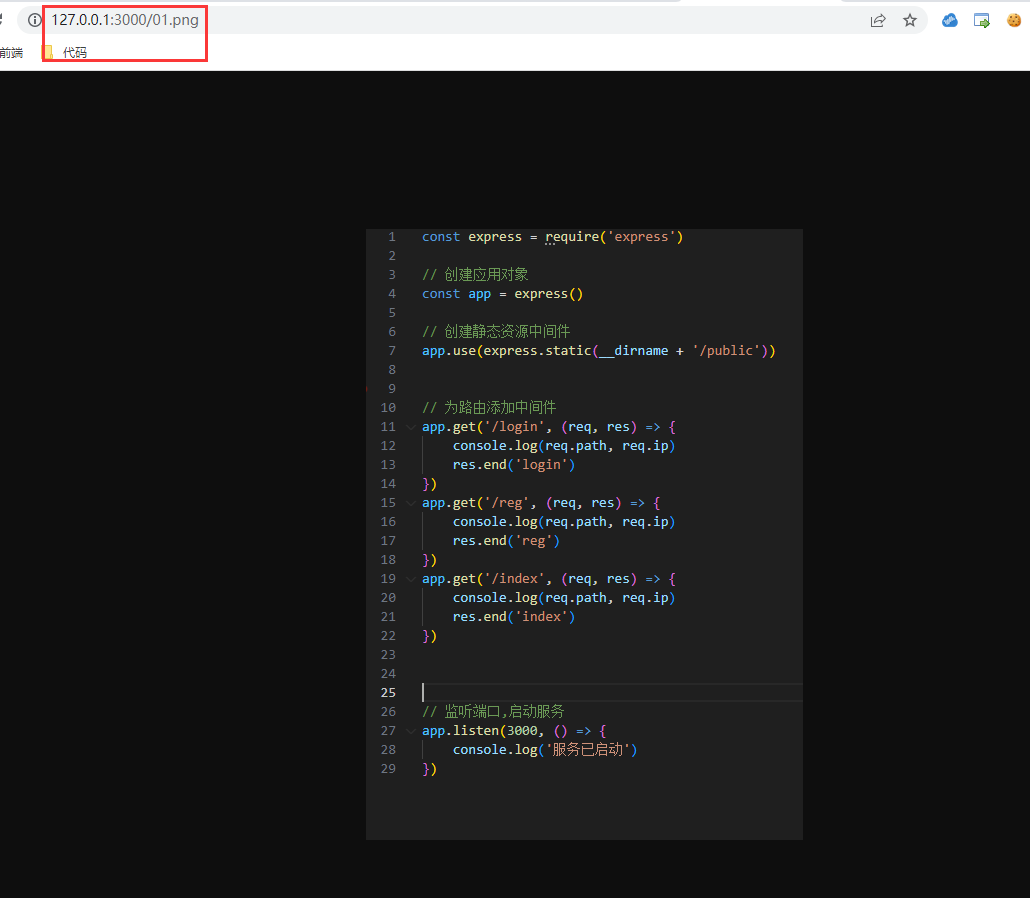 127.0.0.1:3000/01.png
前端 代码
1 const express = require('express')
2
3 // 创建应用对象
4 const app = express()
5
6 // 创建静态资源中间件
7 app.use(express.static(__dirname + '/public'))
8
9
10 // 为路由添加中间件
11 app.get('/login', (req, res) => {
12 console.log(req.path, req.ip)
13 res.end('login')
14 })
15 app.get('/reg', (req, res) => {
16 console.log(req.path, req.ip)
17 res.end('reg')
18 })
19 app.get('/index', (req, res) => {
20 console.log(req.path, req.ip)
21 res.end('index')
22 })
23
24
25
26 // 监听端口,启动服务
27 app.listen(3000, () => {
28 console.log('服务已启动')
29 })